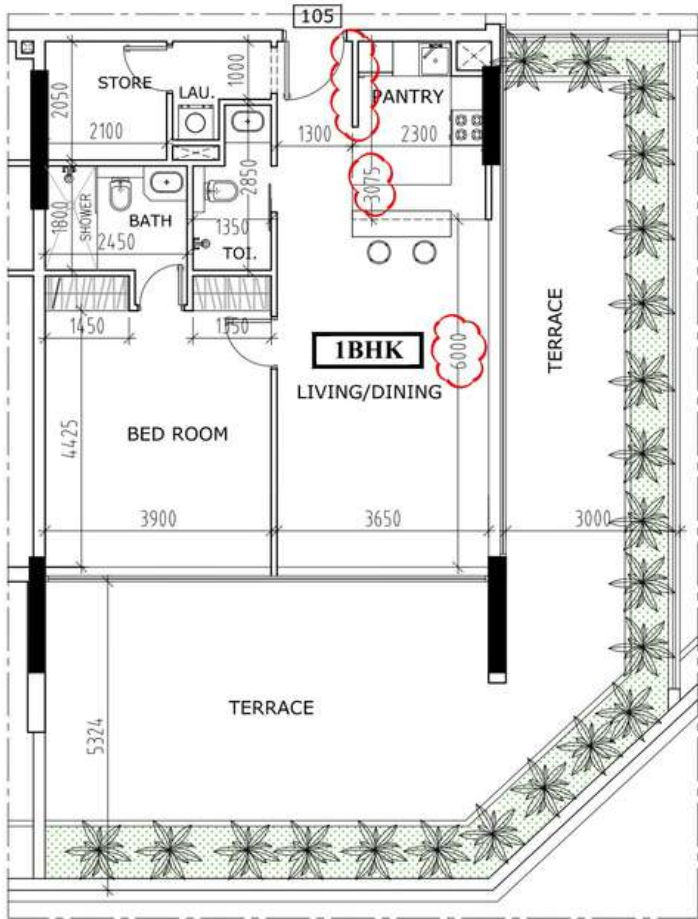 105
STORE
LAU.
1000
PANTRY
2050
2100
1300
2300
2850
3075
1800
SHOWER
BATH
2450
1350
TOI.
1450
1550
1BHK
6000
TERRACE
LIVING/DINING
BED ROOM
4425
3900
3650
3000
TERRACE
5324